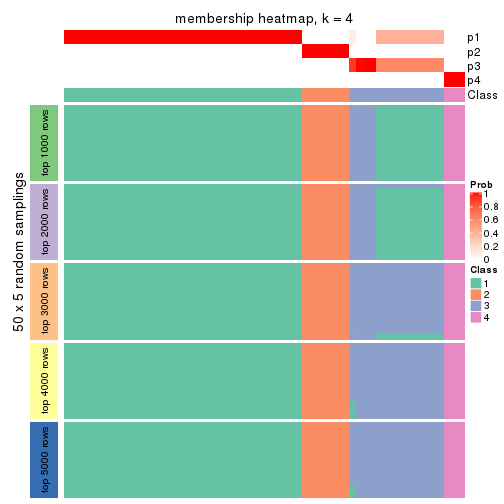 membership heatmap, k = 4
p1
p2
p3
p4
Class
50 x 5 random samplings
top 1000 rows
top 2000 rows
top 3000 rows
top 4000 rows
top 5000 rows
Prob
1
0.8
0.6
0.4
0.2
0
Class
1
2
3
4